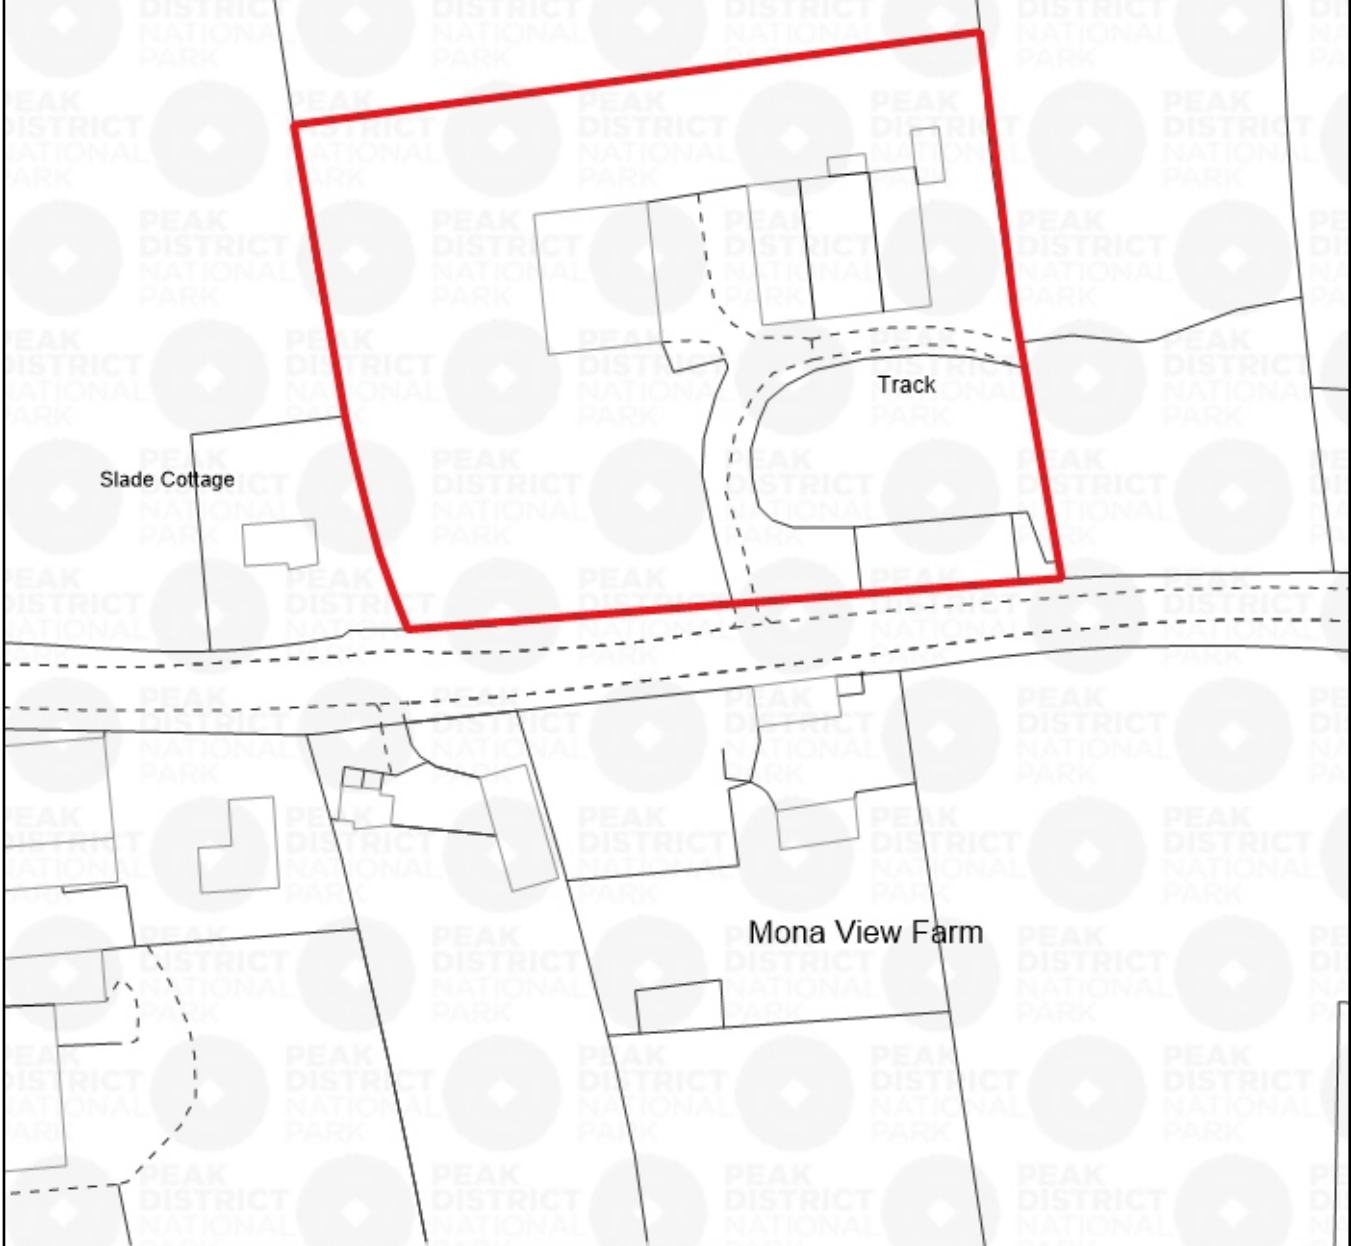 Track
Slade Cottage
Mona View Farm
PEAK
DISTRICT
NATIONAL
PARK